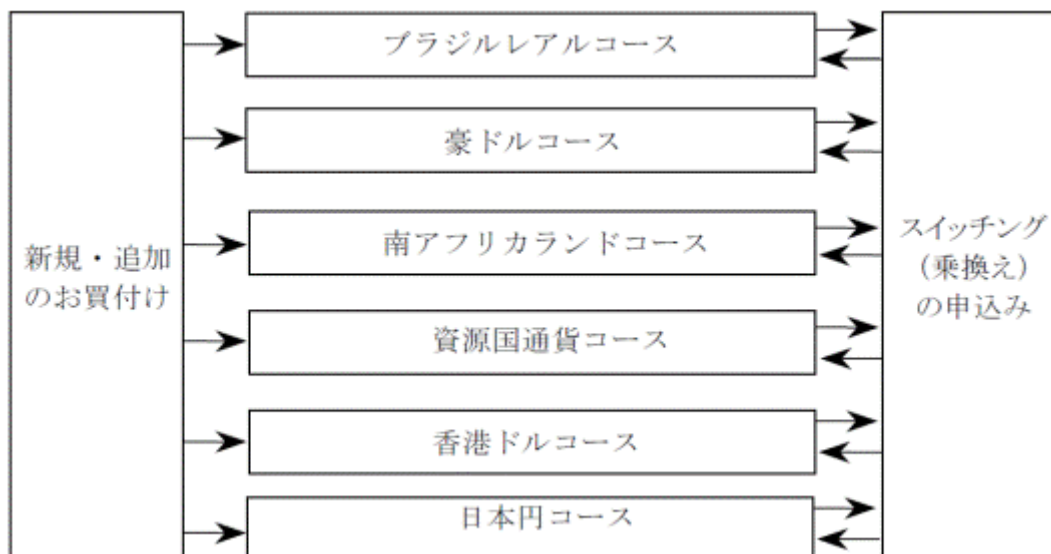 新規・追加
のお買付け
ブラジルレアルコース
豪ドルコース
南アフリカランドコース
資源国通貨コース
香港ドルコース
日本円コース
スイッチング
(乗換え)
の申込み